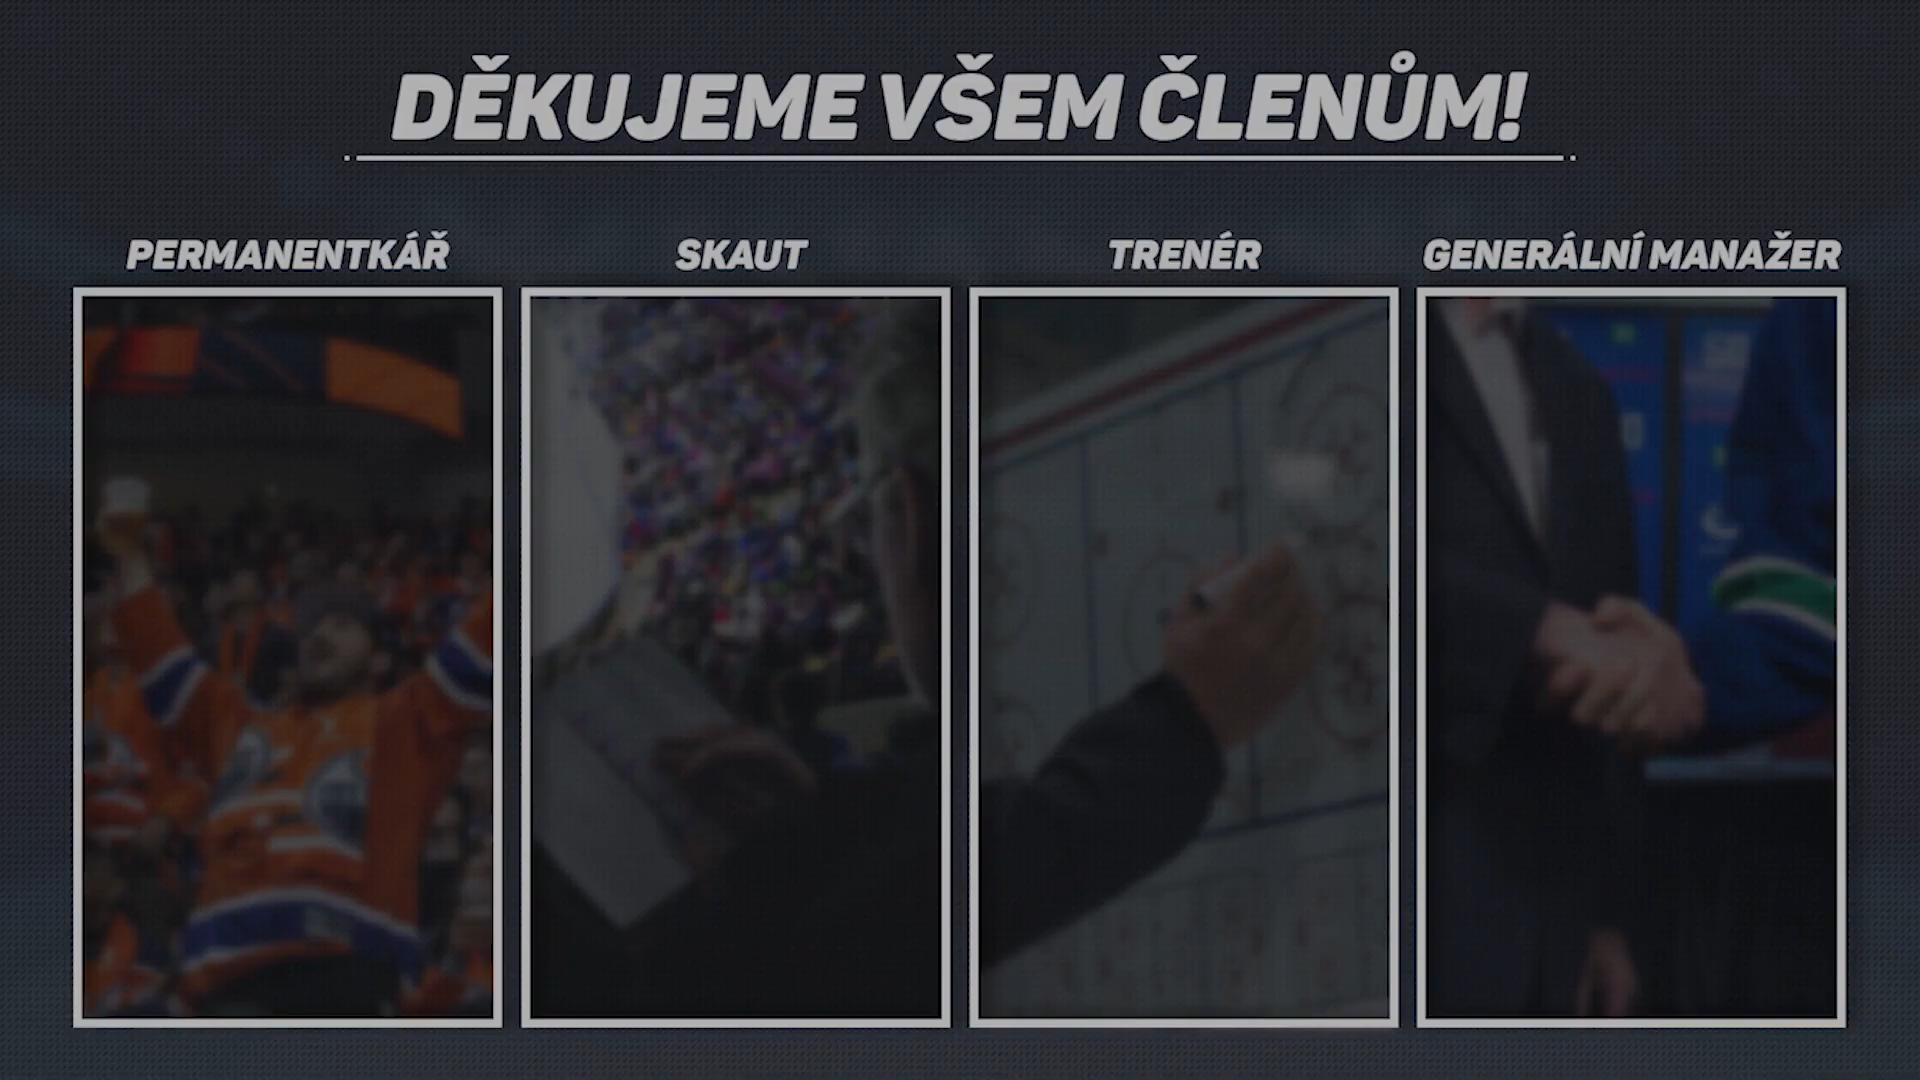 DĚKUJEME VŠEM ČLENŮM!
PERMANENTKÁŘ
SKAUT
TRENÉR
GENERÁLNÍ MANAŽER